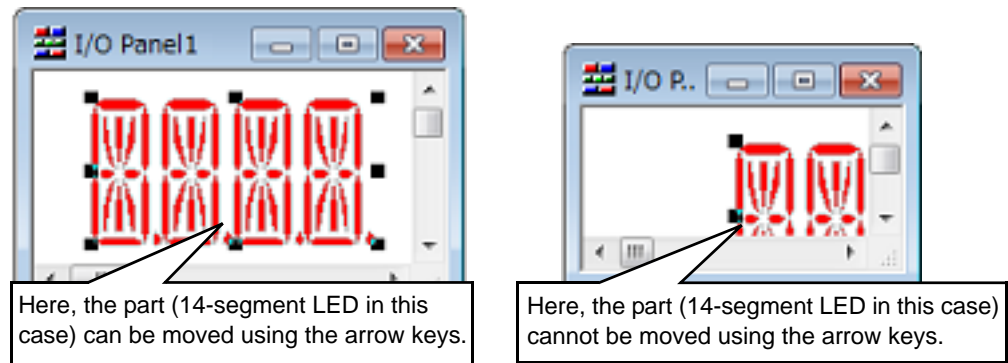 I/O Panel1
I/O P..
Here, the part (14-segment LED in this
case) can be moved using the arrow keys.
Here, the part (14-segment LED in this case)
cannot be moved using the arrow keys.